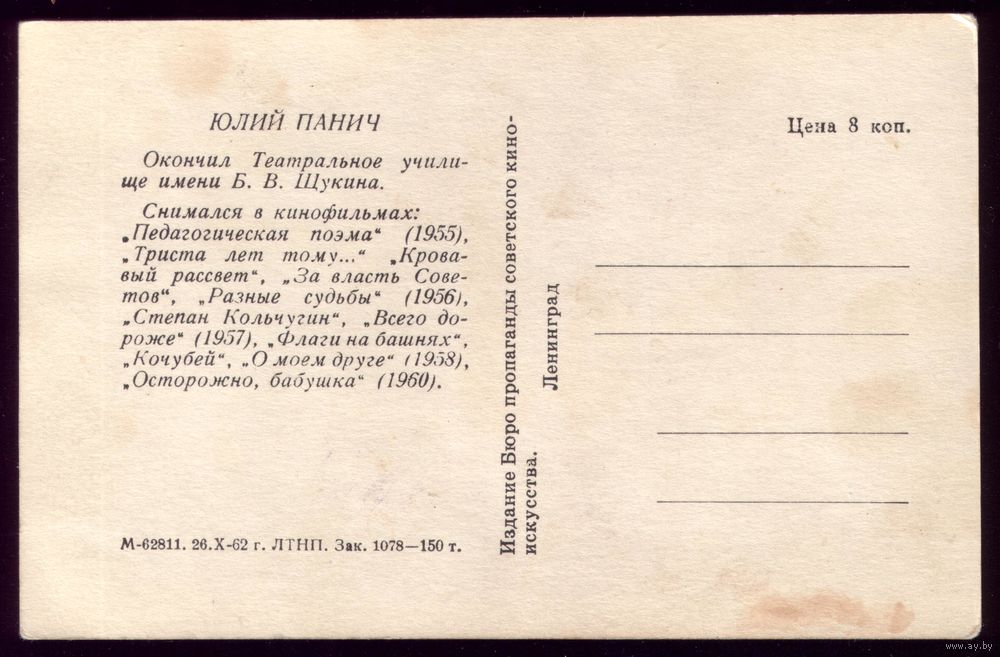 ЮЛИЙ ПАНИЧ
Окончил Театральное учили-
ще имени Б. В. Щукина.
Снимался в кинофильмах:
„Педагогическая поэма“ (1955),
„Триста лет тому...“ „Крова-
вый рассвет“, „За власть Сове-
тов“, „Разные судьбы“ (1956),
„Степан Кольчугин“, „Всего до-
роже“ (1957), „Флаги на башнях“,
„Кочубей“, „О моем друге“ (1958),
„Осторожно, бабушка“ (1960).
М-62811. 26.X-62 г. ЛТНП. Зак. 1078—150 т.
Издание Бюро пропаганды советского кино-
искусства.
Ленинград
Цена 8 коп.
www.ay.by